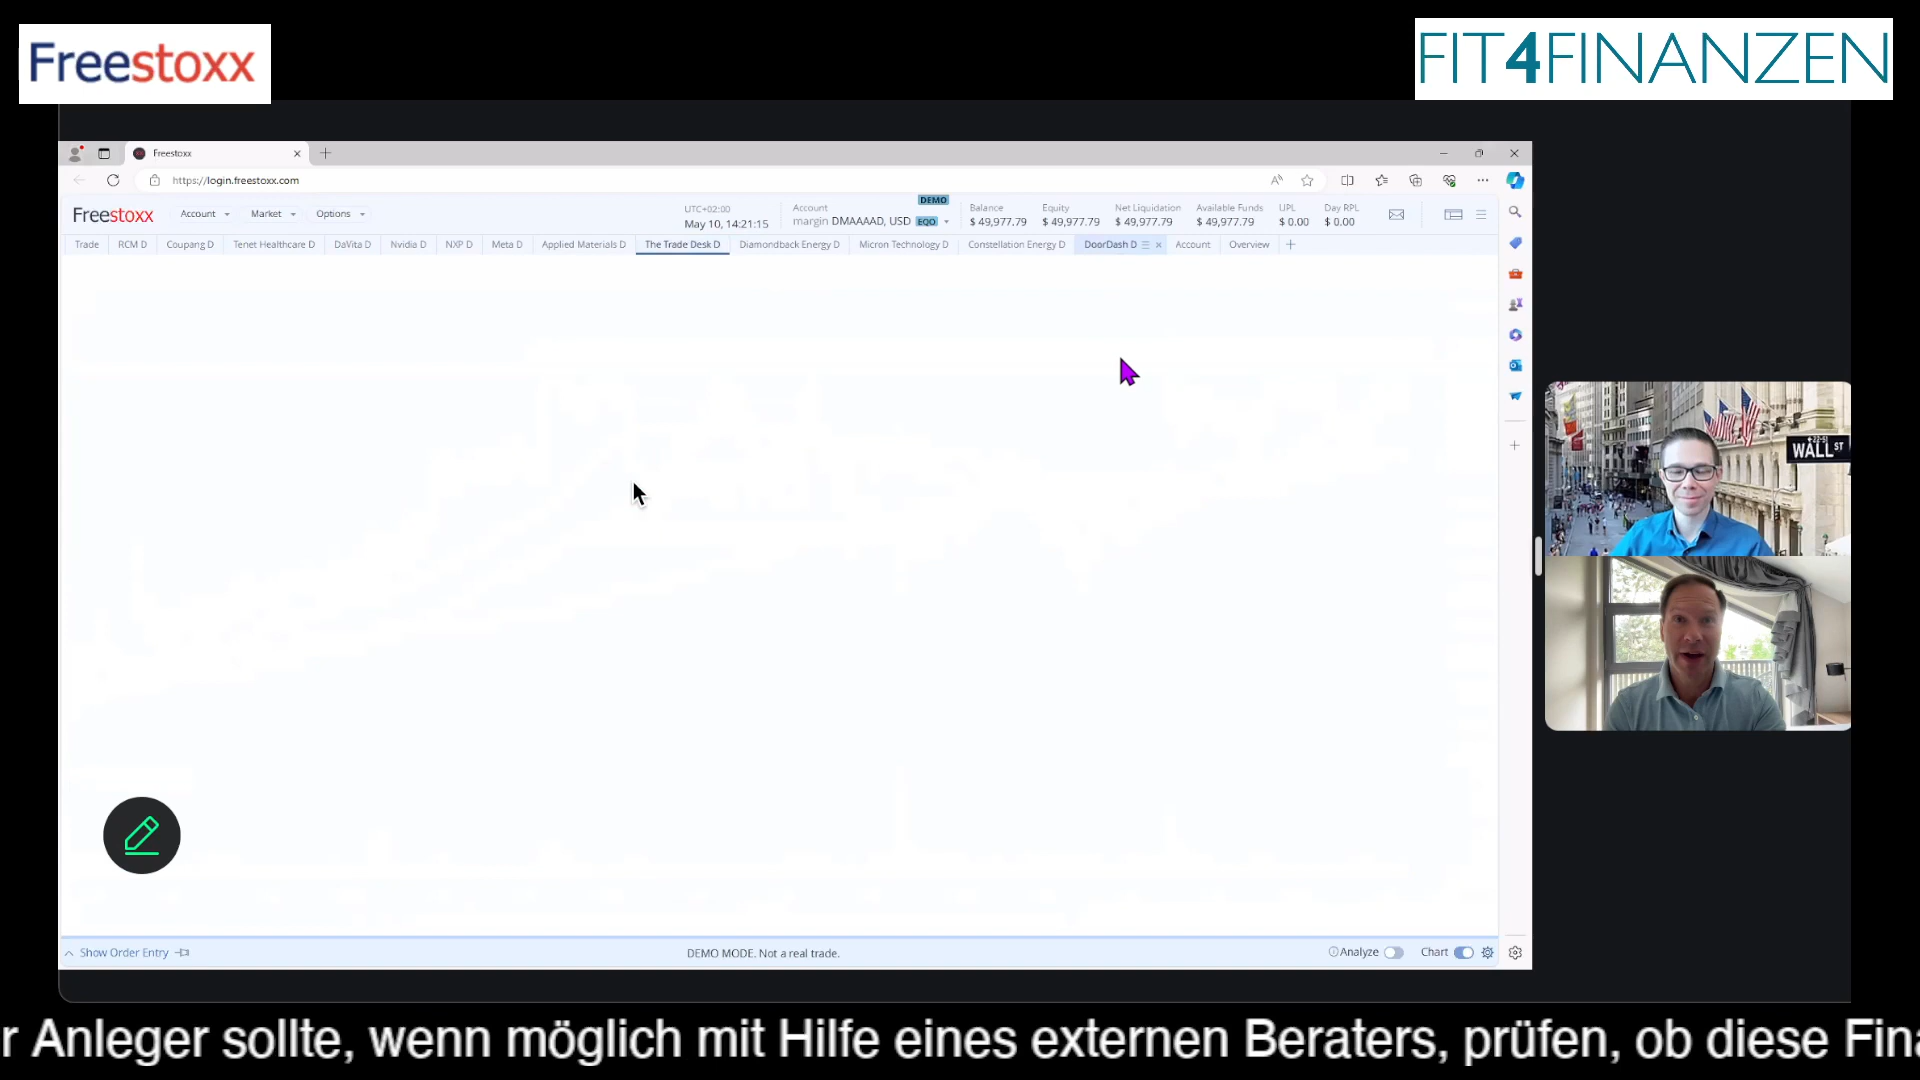 Freestoxx
FIT4FINANZEN
Freestoxx
https://login.freestoxx.com
Freestoxx
Account
Market
Options
UTC+02:00
May 10, 14:21:15
Account
margin DMAAAAD, USD EQO
DEMO
Balance
$ 49,977.79
Equity
$ 49,977.79
Net Liquidation
$ 49,977.79
Available Funds
$ 49,977.79
UPL
$ 0.00
Day RPL
$ 0.00
Trade RCM D Coupang D Tenet Healthcare D DaVita D Nvidia D NXP D Meta D Applied Materials D The Trade Desk D Diamondback Energy D Micron Technology D Constellation Energy D DoorDash D Account Overview
WALL ST
Show Order Entry
DEMO MODE. Not a real trade.
Analyze
Chart
r Anleger sollte, wenn möglich mit Hilfe eines externen Beraters, prüfen, ob diese Fina